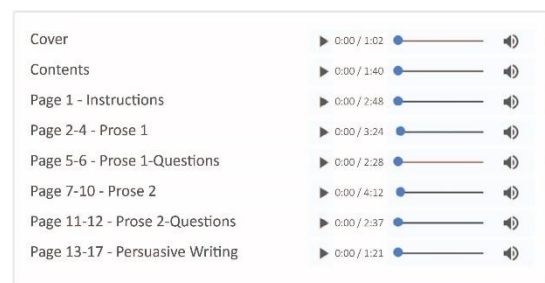 Cover 0:00 / 1:02
Contents 0:00 / 1:40
Page 1 - Instructions 0:00 / 2:48
Page 2-4 - Prose 1 0:00 / 3:24
Page 5-6 - Prose 1-Questions 0:00 / 2:28
Page 7-10 - Prose 2 0:00 / 4:12
Page 11-12 - Prose 2-Questions 0:00 / 2:37
Page 13-17 - Persuasive Writing 0:00 / 1:21